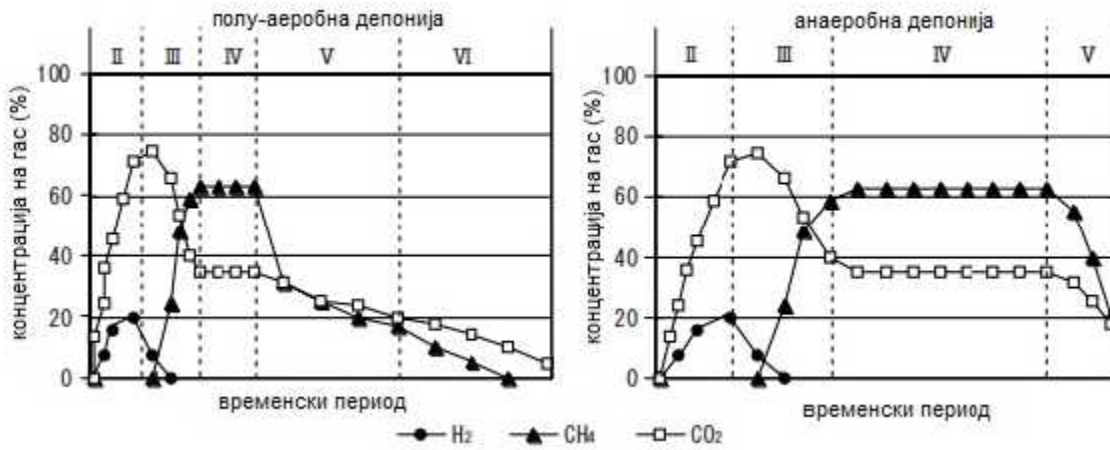 полу-аеробна депонија
II III IV V VI
концентрација на гас (%)
100
80
60
40
20
0
временски период
анаеробна депонија
II III IV V
концентрација на гас (%)
100
80
60
40
20
0
временски период
H₂ CH₄ CO₂